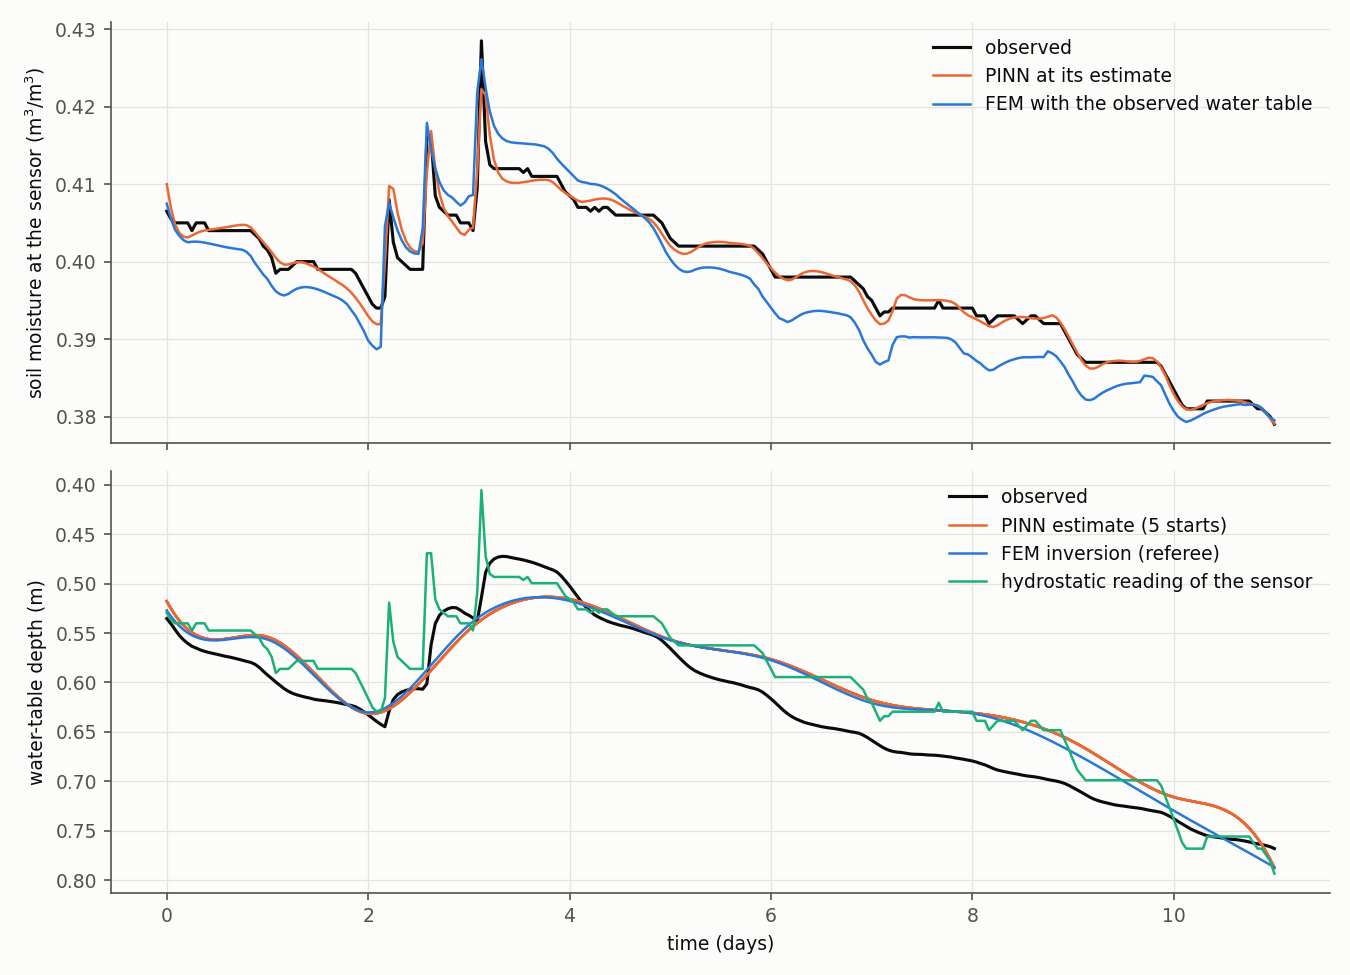 0.43
0.42
0.41
0.40
0.39
0.38
soil moisture at the sensor (m³/m³)
observed
PINN at its estimate
FEM with the observed water table
0.40
0.45
0.50
0.55
0.60
0.65
0.70
0.75
0.80
water-table depth (m)
observed
PINN estimate (5 starts)
FEM inversion (referee)
hydrostatic reading of the sensor
0 2 4 6 8 10
time (days)